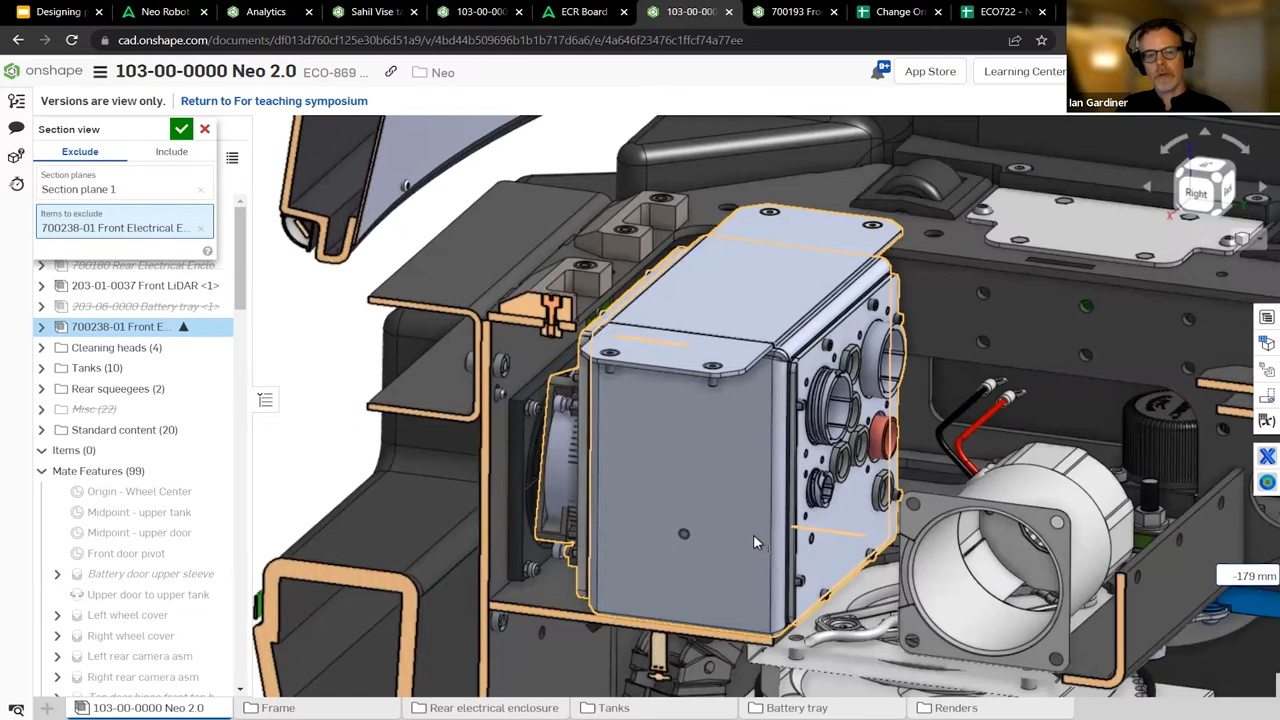 Designing p
Neo Robot
Analytics
Sahil Vise ta
103-00-000
ECR Board
103-00-000
700193 Fro
Change Or
ECO722 - N
cad.onshape.com/documents/df013d760cf125e30b6d51a9/v/4bd44b509696b1b1b717d6a6/e/4a646f23476c1ffcf74a77ee
onshape
103-00-0000 Neo 2.0
ECO-869 ...
Neo
9+
App Store
Learning Center
Ian Gardiner
Versions are view only.
Return to For teaching symposium
Section view
Exclude
Include
Section planes
Section plane 1
Items to exclude
700238-01 Front Electrical E...
700180 Rear Electrical Enclo
203-01-0037 Front LiDAR <1>
203-06-0000 Battery tray <1>
700238-01 Front E...
Cleaning heads (4)
Tanks (10)
Rear squeegees (2)
Misc (22)
Standard content (20)
Items (0)
Mate Features (99)
Origin - Wheel Center
Midpoint - upper tank
Midpoint - upper door
Front door pivot
Battery door upper sleeve
Upper door to upper tank
Left wheel cover
Right wheel cover
Left rear camera asm
Right rear camera asm
Right
Back
X
-179 mm
103-00-0000 Neo 2.0
Frame
Rear electrical enclosure
Tanks
Battery tray
Renders